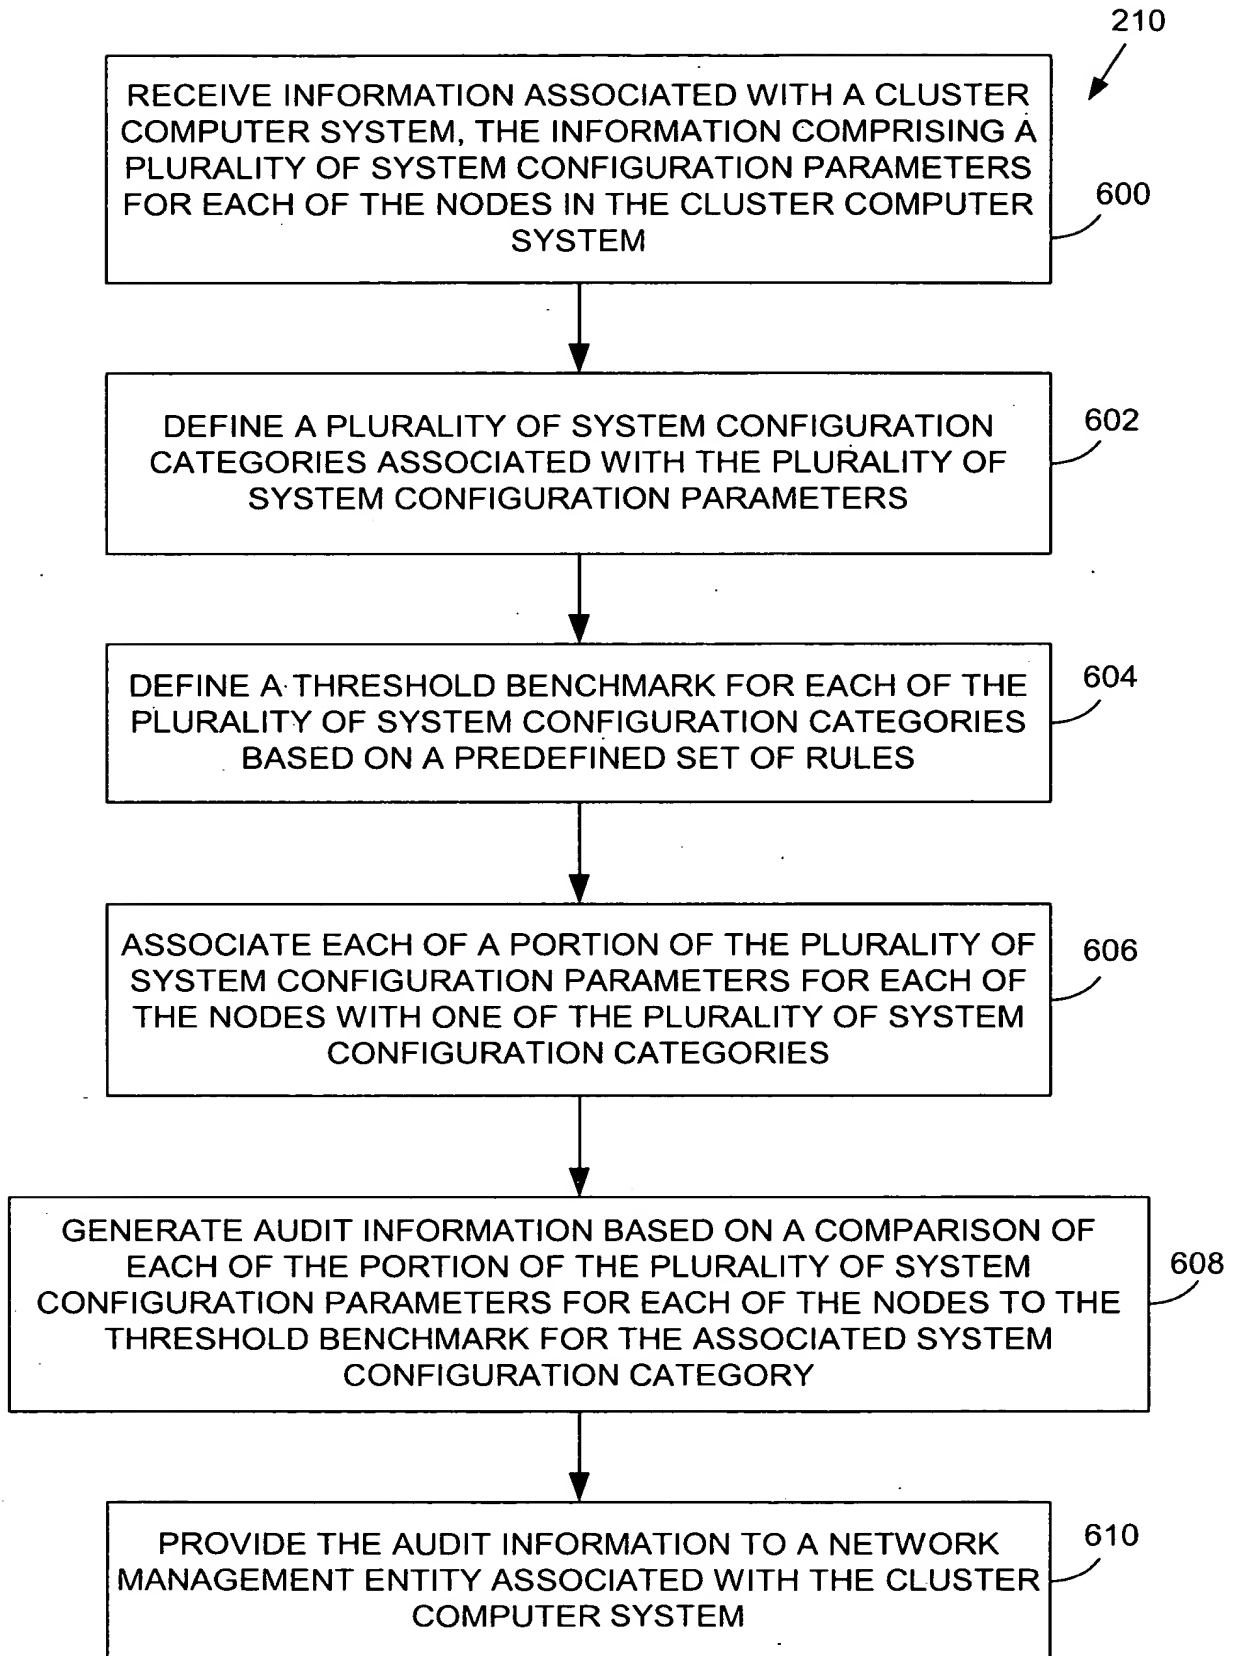 210
RECEIVE INFORMATION ASSOCIATED WITH A CLUSTER
COMPUTER SYSTEM, THE INFORMATION COMPRISING A
PLURALITY OF SYSTEM CONFIGURATION PARAMETERS
FOR EACH OF THE NODES IN THE CLUSTER COMPUTER
SYSTEM
600
DEFINE A PLURALITY OF SYSTEM CONFIGURATION
CATEGORIES ASSOCIATED WITH THE PLURALITY OF
SYSTEM CONFIGURATION PARAMETERS
602
DEFINE A THRESHOLD BENCHMARK FOR EACH OF THE
PLURALITY OF SYSTEM CONFIGURATION CATEGORIES
BASED ON A PREDEFINED SET OF RULES
604
ASSOCIATE EACH OF A PORTION OF THE PLURALITY OF
SYSTEM CONFIGURATION PARAMETERS FOR EACH OF
THE NODES WITH ONE OF THE PLURALITY OF SYSTEM
CONFIGURATION CATEGORIES
606
GENERATE AUDIT INFORMATION BASED ON A COMPARISON OF
EACH OF THE PORTION OF THE PLURALITY OF SYSTEM
CONFIGURATION PARAMETERS FOR EACH OF THE NODES TO THE
THRESHOLD BENCHMARK FOR THE ASSOCIATED SYSTEM
CONFIGURATION CATEGORY
608
PROVIDE THE AUDIT INFORMATION TO A NETWORK
MANAGEMENT ENTITY ASSOCIATED WITH THE CLUSTER
COMPUTER SYSTEM
610